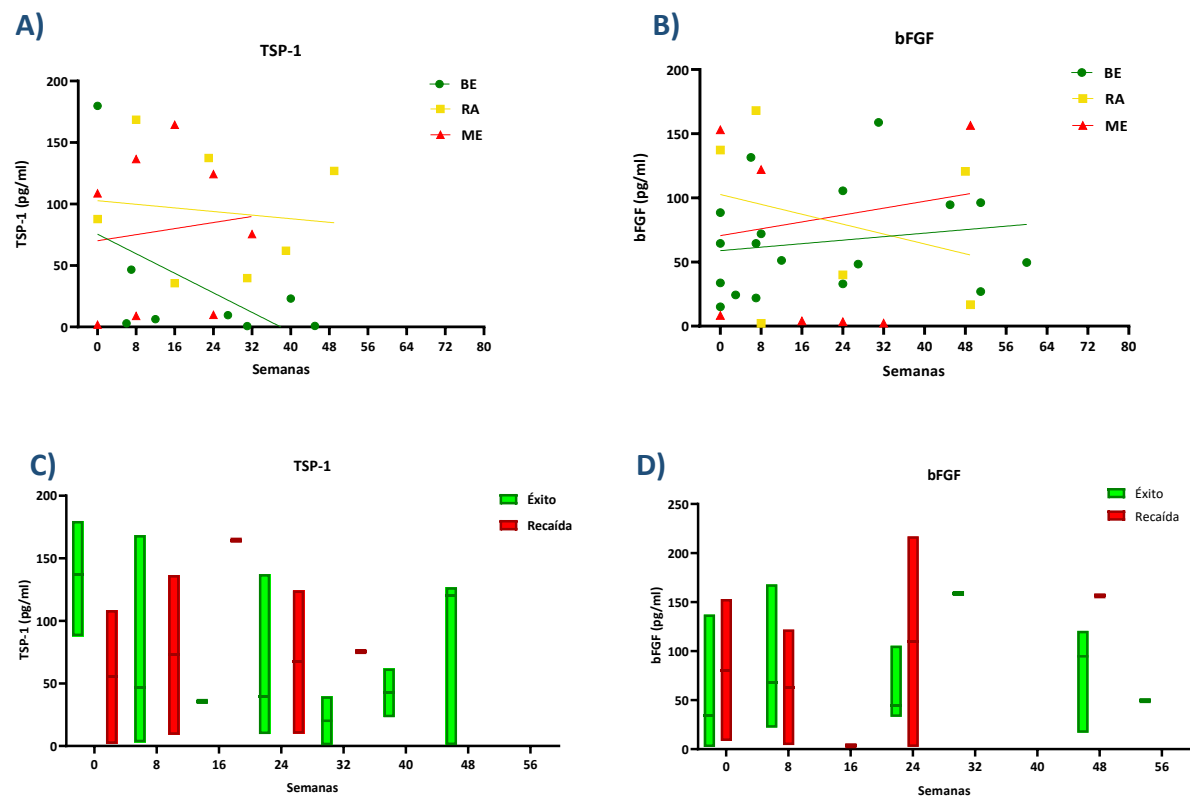 A)
TSP-1
BE
RA
ME
TSP-1 (pg/ml)
200
150
100
50
0
0 8 16 24 32 40 48 56 64 72 80
Semanas
B)
bFGF
BE
RA
ME
bFGF (pg/ml)
200
150
100
50
0
0 8 16 24 32 40 48 56 64 72 80
Semanas
C)
TSP-1
Éxito
Recaída
TSP-1 (pg/ml)
200
150
100
50
0
0 8 16 24 32 40 48 56
Semanas
D)
bFGF
Éxito
Recaída
bFGF (pg/ml)
250
200
150
100
50
0
0 8 16 24 32 40 48 56
Semanas